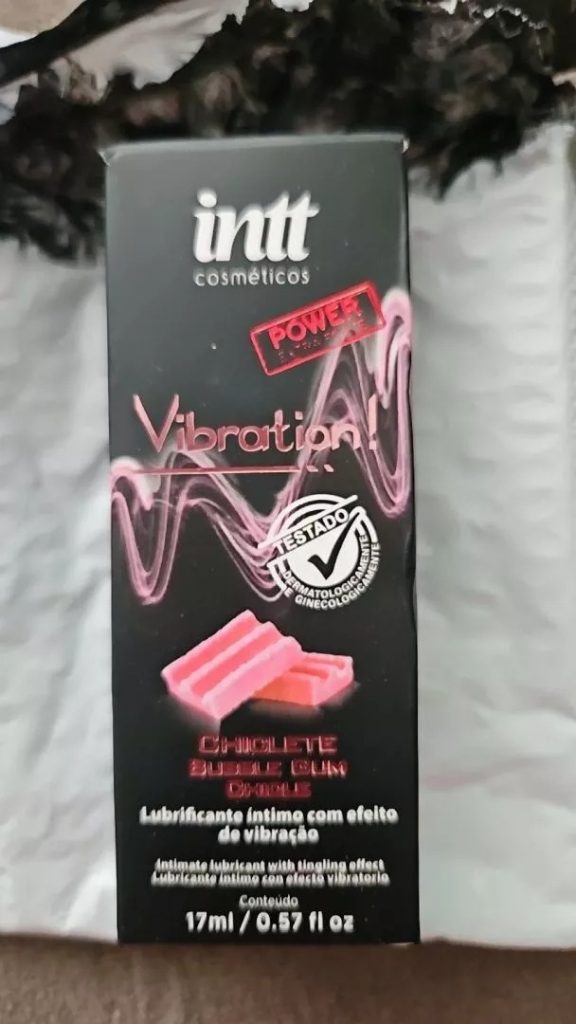 intt
cosméticos
POWER
Vibration!
TESTADO
DERMATOLOGICAMENTE
E GINECOLOGICAMENTE
CHICLETE
BUBBLE GUM
CHICLE
Lubrificante íntimo com efeito
de vibração
Intimate lubricant with tingling effect
Lubricante íntimo con efecto vibratorio
Conteúdo
17ml / 0.57 fl oz